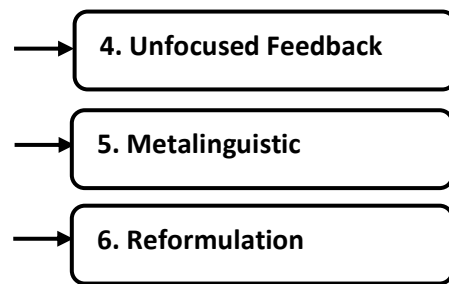 4. Unfocused Feedback
5. Metalinguistic
6. Reformulation